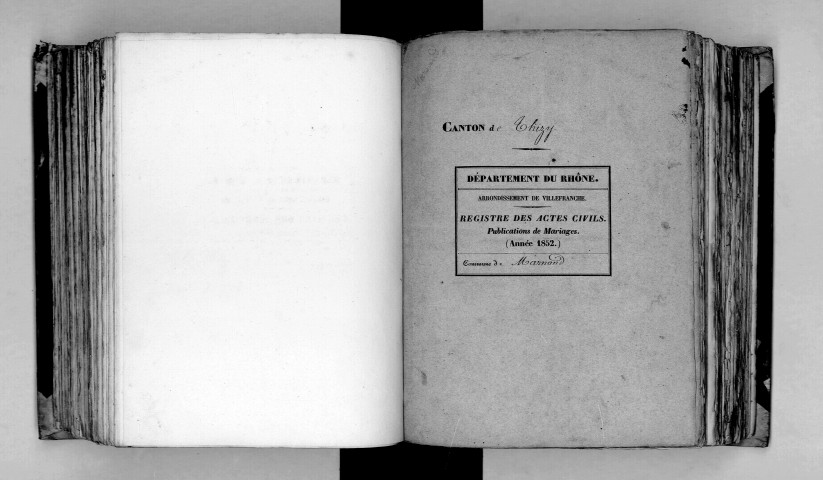 CANTON de Thizy
DÉPARTEMENT DU RHÔNE.
ARRONDISSEMENT DE VILLEFRANCHE.
REGISTRE DES ACTES CIVILS.
Publications de Mariages.
(Année 1852.)
Commune de Marnand